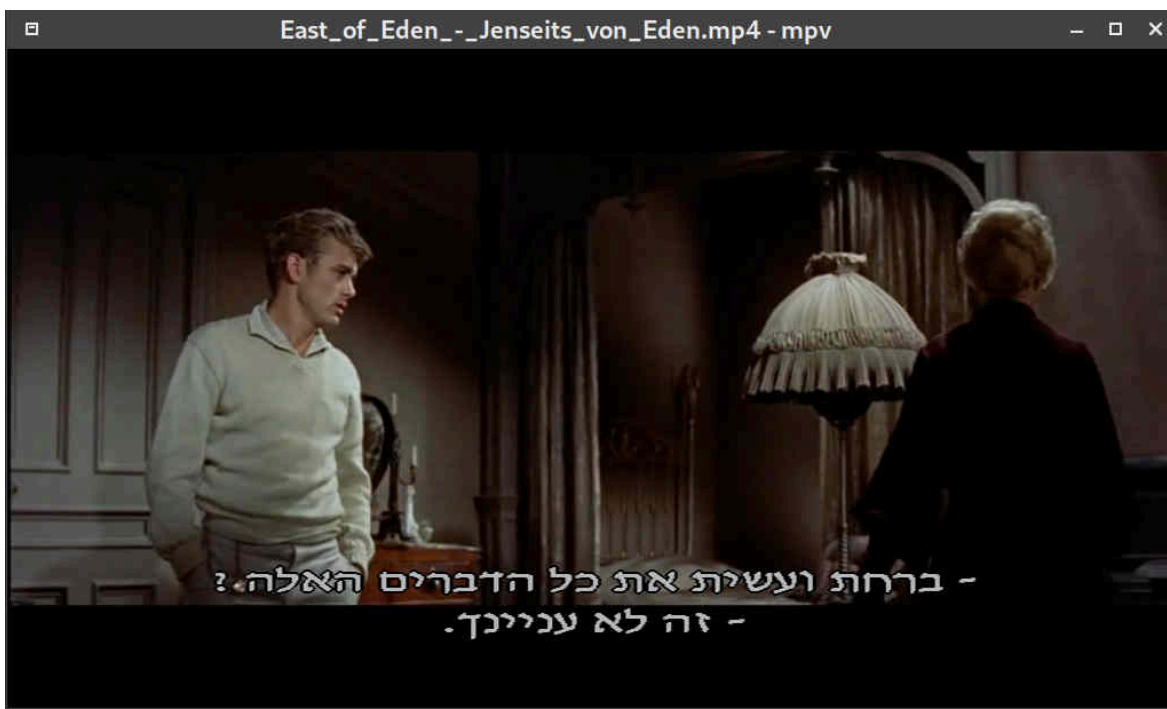 East_of_Eden_-_Jenseits_von_Eden.mp4 - mpv
- ברחת ועשית את כל הדברים האלה.?
- זה לא עניינך.